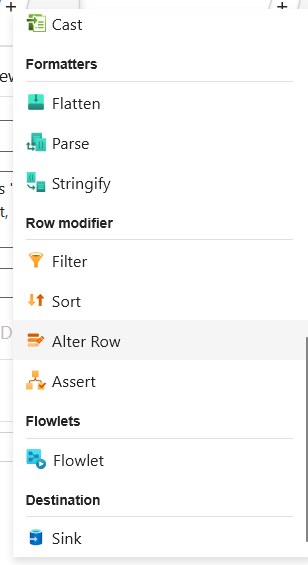 +
+
Cast
Formatters
Flatten
Parse
Stringify
Row modifier
Filter
Sort
Alter Row
Assert
Flowlets
Flowlet
Destination
Sink